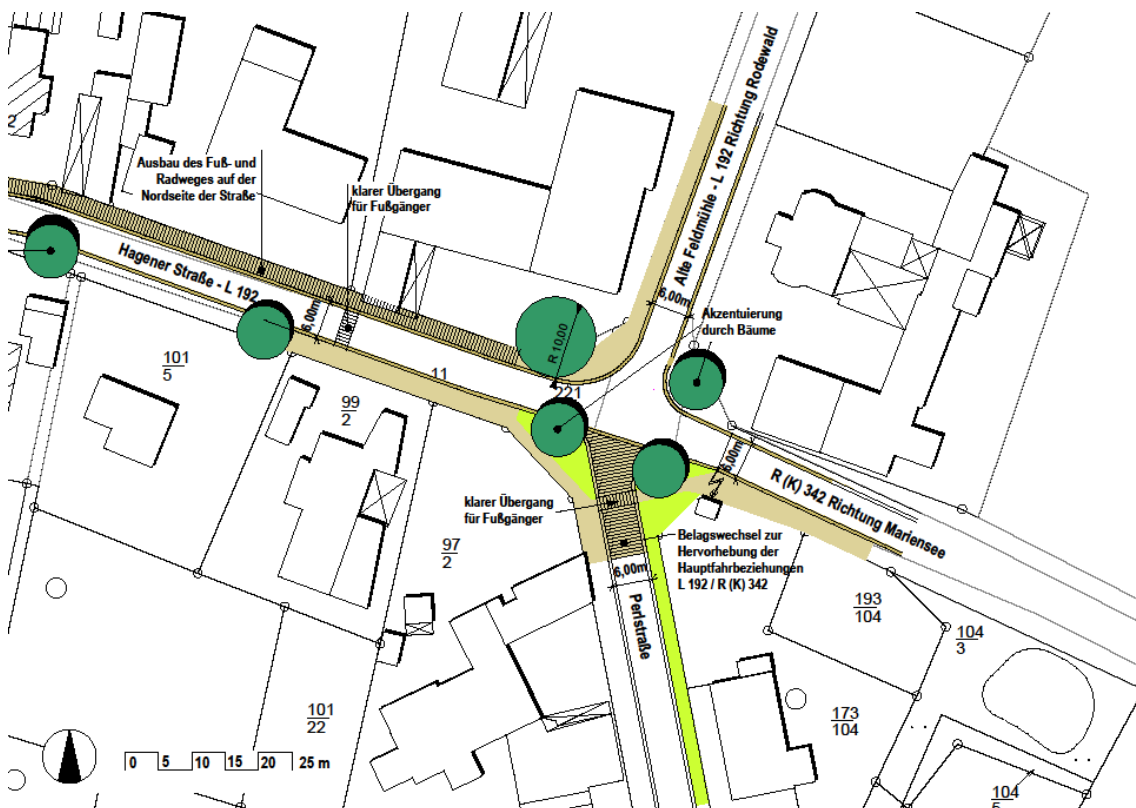 2
Ausbau des Fuß- und
Radweges auf der
Nordseite der Straße
klarer Übergang
für Fußgänger
Alte Feldmühle - L 192 Richtung Rodewald
Hagener Straße - L 192
6,00m
6,00m
R 10,00
Akzentuierung
durch Bäume
101
5
11
221
99
2
6,00m
R (K) 342 Richtung Mariensee
klarer Übergang
für Fußgänger
97
2
Belagswechsel zur
Hervorhebung der
Hauptfahrbeziehungen
L 192 / R (K) 342
6,00m
Perlstraße
193
104
104
3
101
22
173
104
0 5 10 15 20 25 m
104